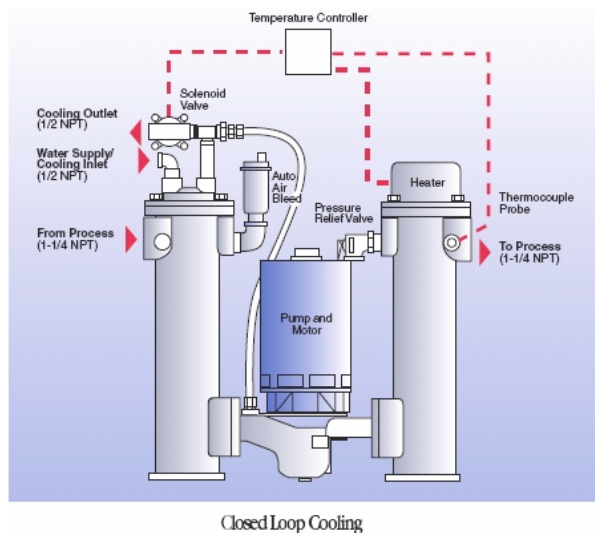 Temperature Controller
Solenoid
Valve
Cooling Outlet
(1/2 NPT)
Water Supply/
Cooling Inlet
(1/2 NPT)
Auto
Air
Bleed
Heater
Pressure
Relief Valve
Thermocouple
Probe
From Process
(1-1/4 NPT)
To Process
(1-1/4 NPT)
Pump and
Motor
Closed Loop Cooling